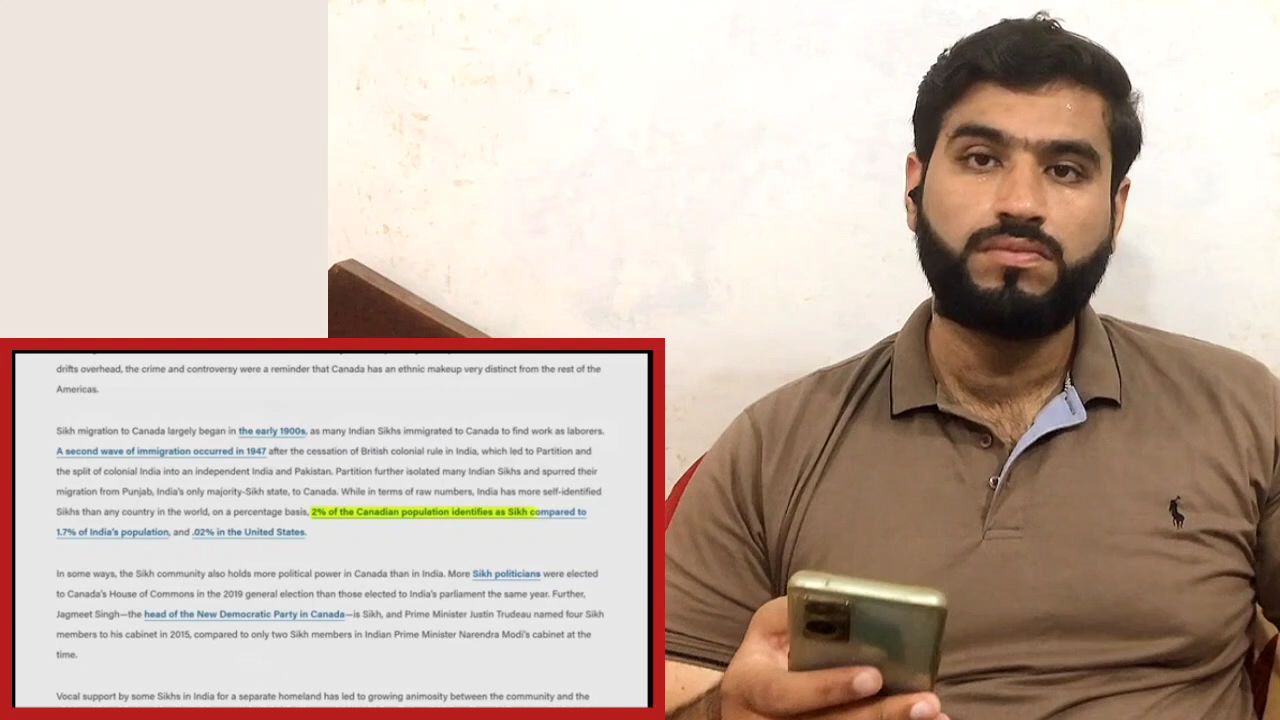 drifts overhead, the crime and controversy were a reminder that Canada has an ethnic makeup very distinct from the rest of the
Americas.
Sikh migration to Canada largely began in the early 1900s, as many Indian Sikhs immigrated to Canada to find work as laborers.
A second wave of immigration occurred in 1947 after the cessation of British colonial rule in India, which led to Partition and
the split of colonial India into an independent India and Pakistan. Partition further isolated many Indian Sikhs and spurred their
migration from Punjab, India's only majority-Sikh state, to Canada. While in terms of raw numbers, India has more self-identified
Sikhs than any country in the world, on a percentage basis, 2% of the Canadian population identifies as Sikh compared to
1.7% of India's population, and .02% in the United States.
In some ways, the Sikh community also holds more political power in Canada than in India. More Sikh politicians were elected
to Canada's House of Commons in the 2019 general election than those elected to India's parliament the same year. Further,
Jagmeet Singh—the head of the New Democratic Party in Canada—is Sikh, and Prime Minister Justin Trudeau named four Sikh
members to his cabinet in 2015, compared to only two Sikh members in Indian Prime Minister Narendra Modi's cabinet at the
time.
Vocal support by some Sikhs in India for a separate homeland has led to growing animosity between the community and the